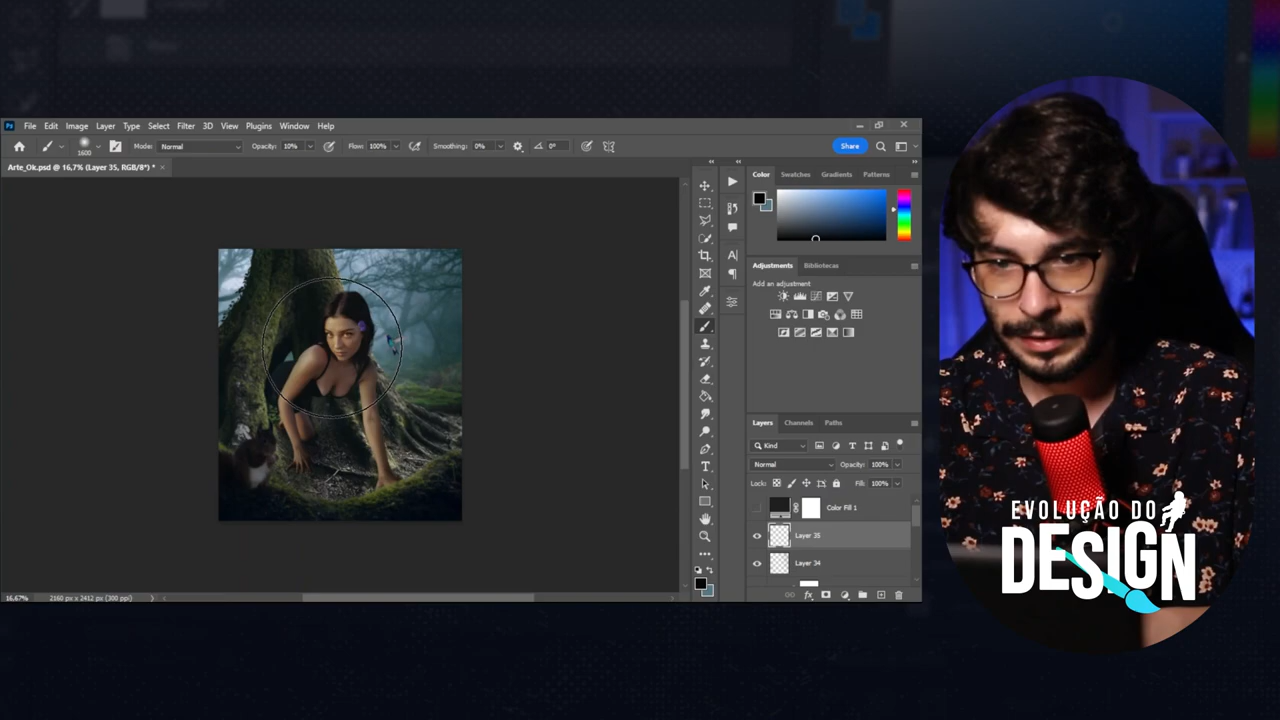 Ps File Edit Image Layer Type Select Filter 3D View Plugins Window Help
1600 Mode: Normal Opacity: 10% Flow: 100% Smoothing: 0% 0° Share
Arte_Ok.psd @ 16,7% (Layer 35, RGB/8*) *
Color Swatches Gradients Patterns
Adjustments Bibliotecas
Add an adjustment
Layers Channels Paths
Kind
Normal Opacity: 100%
Lock: Fill: 100%
Color Fill 1
Layer 35
Layer 34
16,67% 2160 px x 2412 px (300 ppi)
EVOLUÇÃO DO
DESIGN